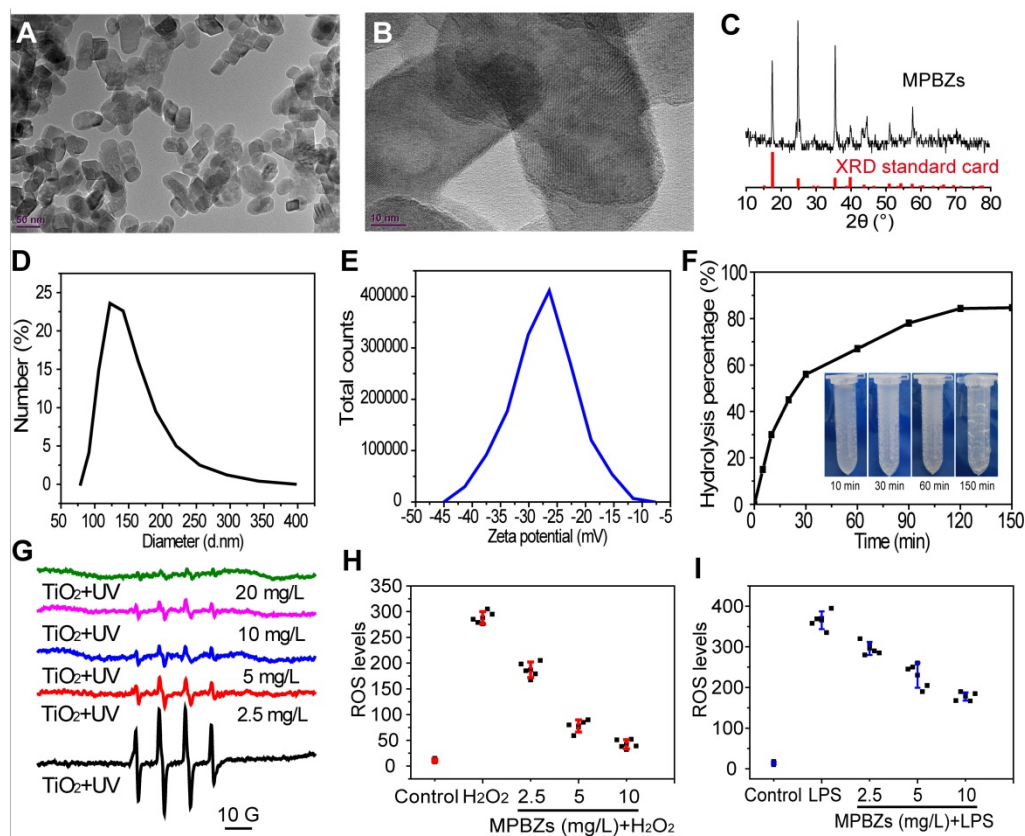 A
50 nm
B
10 nm
C
MPBZs
XRD standard card
10 20 30 40 50 60 70 80
2θ (°)
D
Number (%)
25
20
15
10
5
0
50 100 150 200 250 300 350 400
Diameter (d.nm)
E
Total counts
400000
300000
200000
100000
0
-50 -45 -40 -35 -30 -25 -20 -15 -10 -5
Zeta potential (mV)
F
Hydrolysis percentage (%)
100
80
60
40
20
0
10 min 30 min 60 min 150 min
0 30 60 90 120 150
Time (min)
G
TiO₂+UV 20 mg/L
TiO₂+UV 10 mg/L
TiO₂+UV 5 mg/L
TiO₂+UV 2.5 mg/L
TiO₂+UV
10 G
H
ROS levels
350
300
250
200
150
100
50
0
Control H₂O₂ 2.5 5 10
MPBZs (mg/L)+H₂O₂
I
ROS levels
400
300
200
100
0
Control LPS 2.5 5 10
MPBZs (mg/L)+LPS